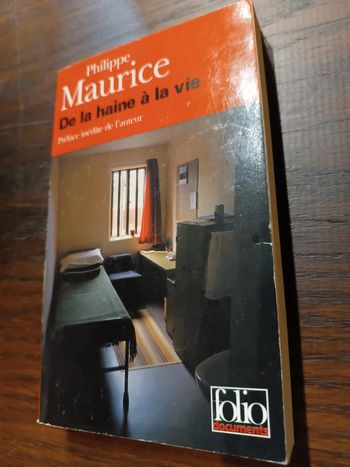 Philippe
Maurice
De la haine à la vie
Préface inédite de l'auteur
folio
documents